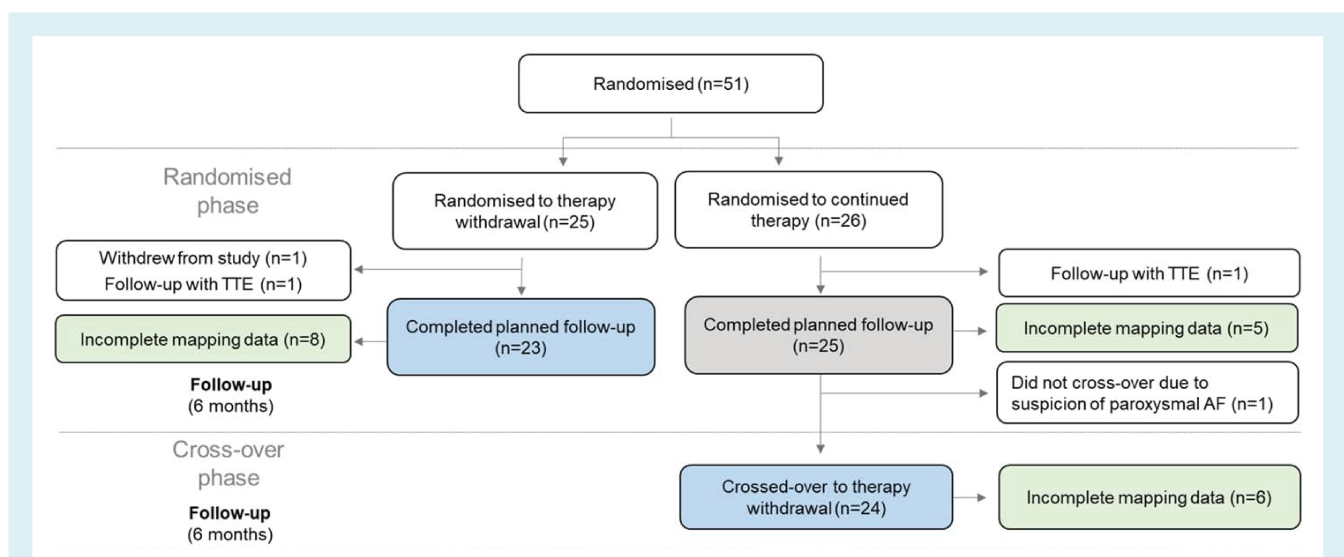 Randomised (n=51)
Randomised
phase
Randomised to therapy
withdrawal (n=25)
Randomised to continued
therapy (n=26)
Withdrew from study (n=1)
Follow-up with TTE (n=1)
Follow-up with TTE (n=1)
Incomplete mapping data (n=8)
Completed planned follow-up
(n=23)
Completed planned follow-up
(n=25)
Incomplete mapping data (n=5)
Follow-up
(6 months)
Did not cross-over due to
suspicion of paroxysmal AF (n=1)
Cross-over
phase
Follow-up
(6 months)
Crossed-over to therapy
withdrawal (n=24)
Incomplete mapping data (n=6)